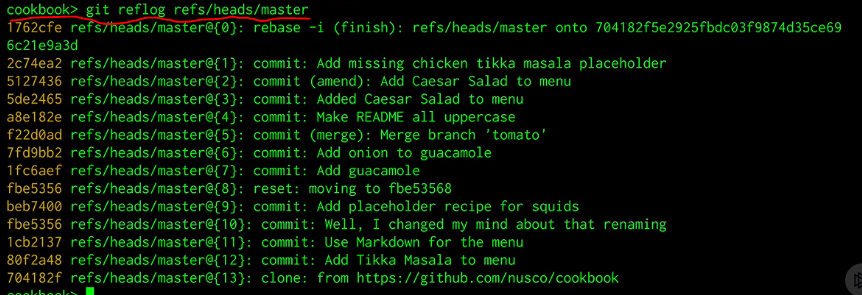 cookbook> git reflog refs/heads/master
1762cfe refs/heads/master@{0}: rebase -i (finish): refs/heads/master onto 704182f5e2925fbdc03f9874d35ce69
6c21e9a3d
2c74ea2 refs/heads/master@{1}: commit: Add missing chicken tikka masala placeholder
5127436 refs/heads/master@{2}: commit (amend): Add Caesar Salad to menu
5de2465 refs/heads/master@{3}: commit: Added Caesar Salad to menu
a8e182e refs/heads/master@{4}: commit: Make README all uppercase
f22d0ad refs/heads/master@{5}: commit (merge): Merge branch 'tomato'
7fd9bb2 refs/heads/master@{6}: commit: Add onion to guacamole
1fc6aef refs/heads/master@{7}: commit: Add guacamole
fbe5356 refs/heads/master@{8}: reset: moving to fbe53568
beb7400 refs/heads/master@{9}: commit: Add placeholder recipe for squids
fbe5356 refs/heads/master@{10}: commit: Well, I changed my mind about that renaming
1cb2137 refs/heads/master@{11}: commit: Use Markdown for the menu
80f2a48 refs/heads/master@{12}: commit: Add Tikka Masala to menu
704182f refs/heads/master@{13}: clone: from https://github.com/nusco/cookbook
cookbook>